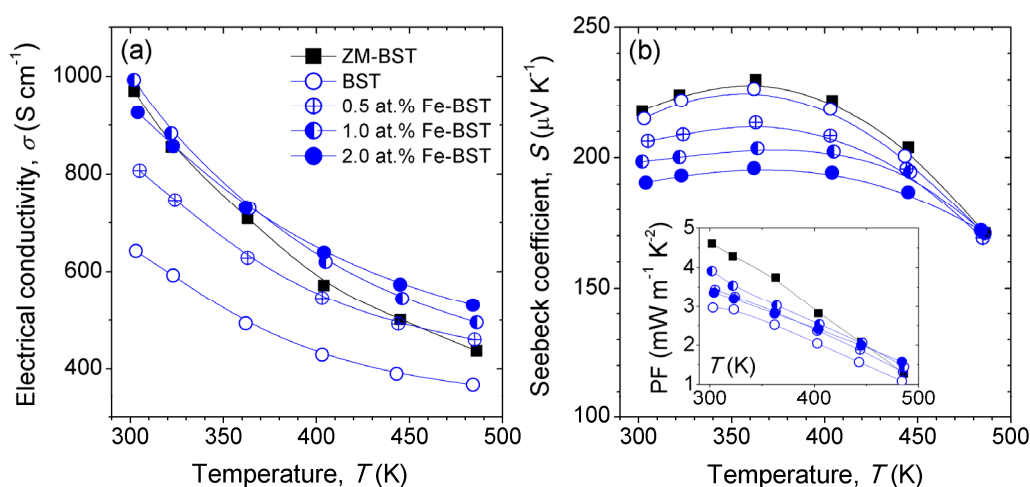 (a)
ZM-BST
BST
0.5 at.% Fe-BST
1.0 at.% Fe-BST
2.0 at.% Fe-BST
Electrical conductivity, σ (S cm⁻¹)
1000
800
600
400
300 350 400 450 500
Temperature, T (K)
(b)
Seebeck coefficient, S (μV K⁻¹)
250
200
150
100
300 350 400 450 500
Temperature, T (K)
PF (mW m⁻¹ K⁻²)
5
4
3
2
1
T (K)
300 400 500